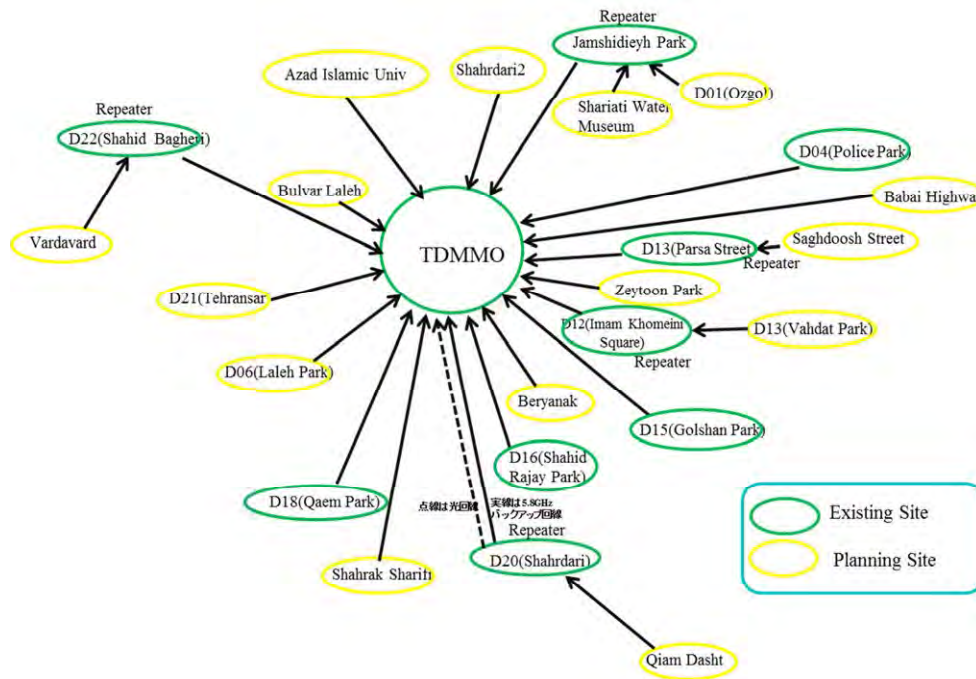 Repeater
Jamshidieyh Park
Azad Islamic Univ
Shahrdari2
D01(Ozgol)
Shariati Water
Museum
Repeater
D22(Shahid Bagheri)
D04(Police Park)
Bulvar Laleh
Babai Highwa
Vardavard
TDMMO
D13(Parsa Street
Saghdoosh Street
Repeater
D21(Tehransar
Zeytoon Park
D12(Imam Khomeini
Square)
D13(Vahdat Park)
Repeater
D06(Laleh Park)
Beryanak
D15(Golshan Park)
D16(Shahid
Rajay Park)
D18(Qaem Park)
点線は光回線
実線は5.8GHz
バックアップ回線
Repeater
D20(Shahrdari)
Shahrak Sharifi
Qiam Dasht
Existing Site
Planning Site